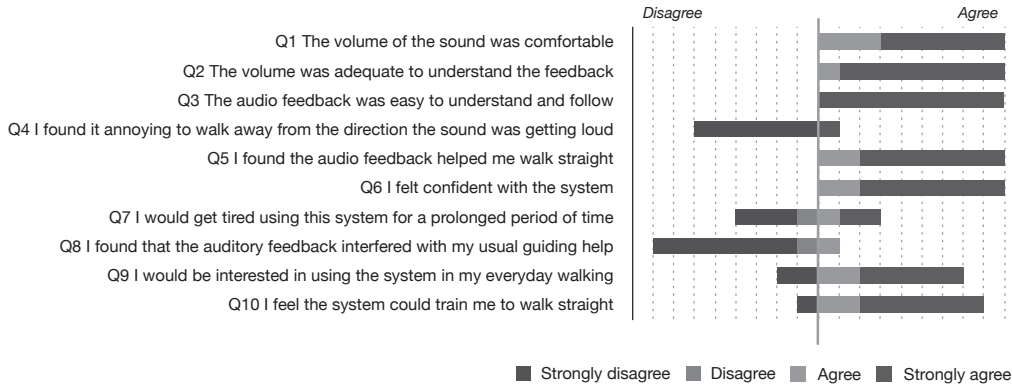 Disagree Agree
Q1 The volume of the sound was comfortable
Q2 The volume was adequate to understand the feedback
Q3 The audio feedback was easy to understand and follow
Q4 I found it annoying to walk away from the direction the sound was getting loud
Q5 I found the audio feedback helped me walk straight
Q6 I felt confident with the system
Q7 I would get tired using this system for a prolonged period of time
Q8 I found that the auditory feedback interfered with my usual guiding help
Q9 I would be interested in using the system in my everyday walking
Q10 I feel the system could train me to walk straight
Strongly disagree Disagree Agree Strongly agree